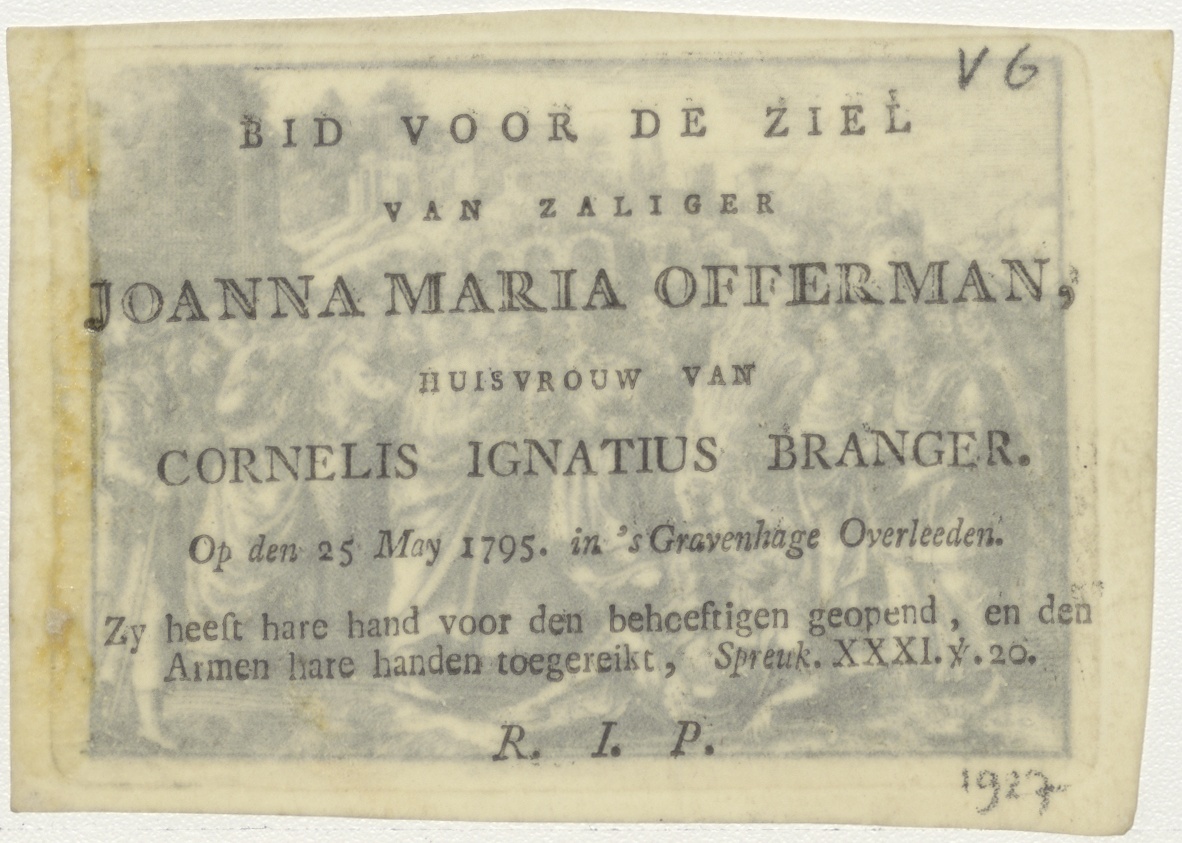 V G
BID VOOR DE ZIEL
VAN ZALIGER
JOANNA MARIA OFFERMAN,
HUISVROUW VAN
CORNELIS IGNATIUS BRANGER.
Op den 25 May 1795. in 's Gravenhage Overleeden.
Zy heeft hare hand voor den behoeftigen geopend, en den
Armen hare handen toegereikt, Spreuk. XXXI. ℣. 20.
R. I. P.
1927